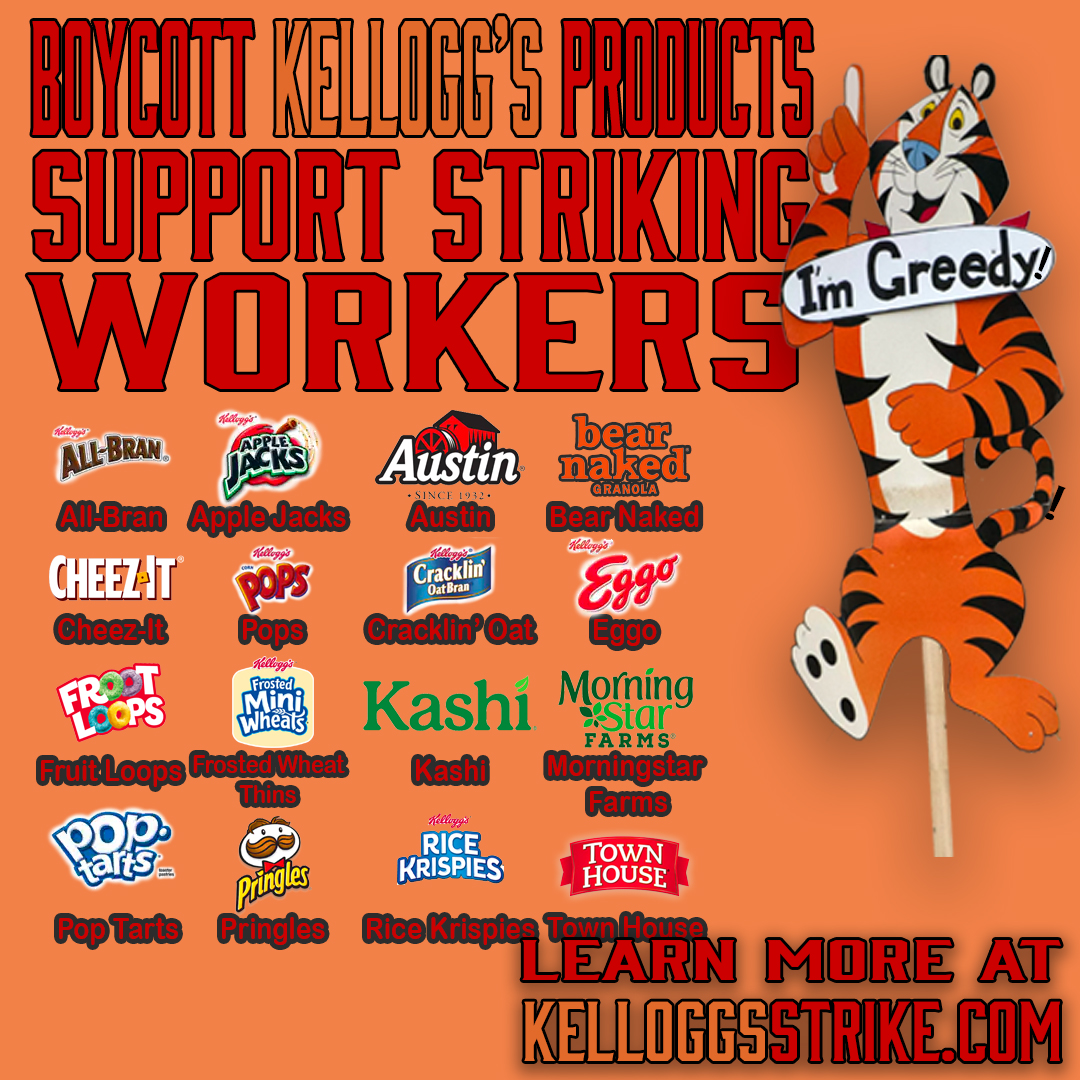 BOYCOTT KELLOGG'S PRODUCTS
SUPPORT STRIKING
WORKERS
I'm Greedy!
!
Kellogg's
ALL-BRAN®
All-Bran
Kellogg's
APPLE
JACKS
Apple Jacks
Austin®
• SINCE 1932 •
Austin
bear
naked®
GRANOLA
Bear Naked
CHEEZ-IT®
Cheez-It
Kellogg's
CORN
POPS
Pops
Kellogg's
Cracklin'
Oat Bran
Cracklin' Oat
Kellogg's
Eggo
Eggo
FROOT
LOOPS
Fruit Loops
Kellogg's
Frosted
Mini
Wheats
Frosted Wheat
Thins
Kashi
Kashi
Morning
Star
FARMS®
Morningstar
Farms
Pop.
tarts
toaster
pastries
Pop Tarts
Pringles
Pringles
Kellogg's
RICE
KRISPIES
Rice Krispies
TOWN
HOUSE
Town House
LEARN MORE AT
KELLOGGSSTRIKE.COM